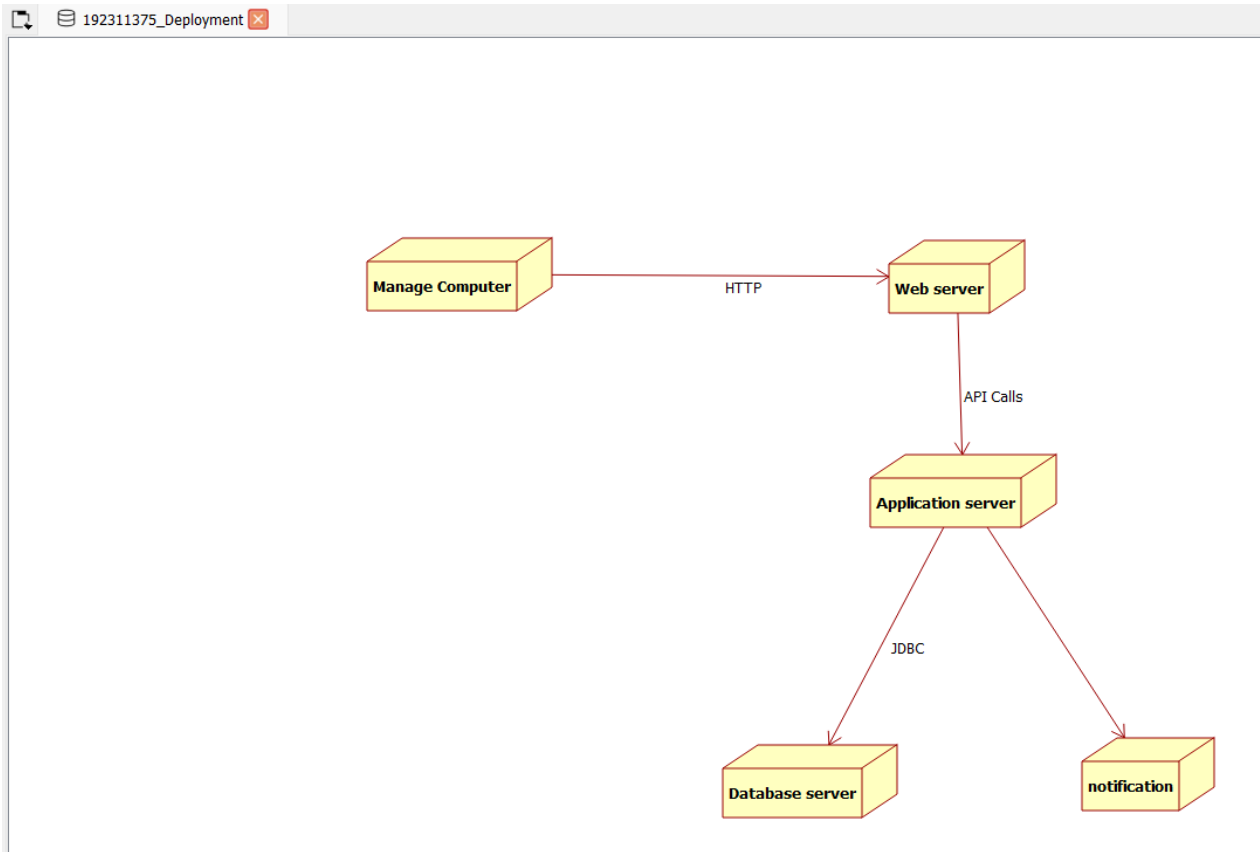 192311375_Deployment
Manage Computer
HTTP
Web server
API Calls
Application server
JDBC
Database server
notification